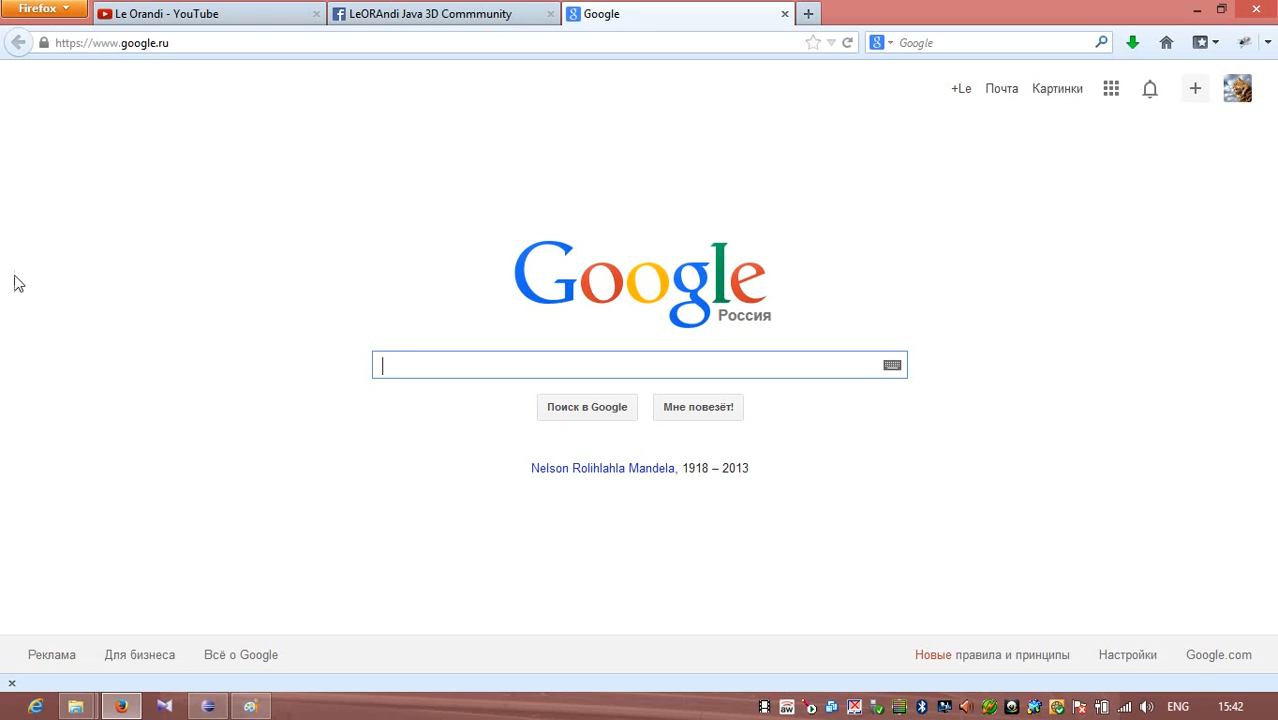 Firefox
Le Orandi - YouTube
LeORAndi Java 3D Commmunity
Google
https://www.google.ru
Google
+Le
Почта
Картинки
Google
Россия
Поиск в Google
Мне повезёт!
Nelson Rolihlahla Mandela, 1918 – 2013
Реклама
Для бизнеса
Всё о Google
Новые правила и принципы
Настройки
Google.com
ENG
15:42